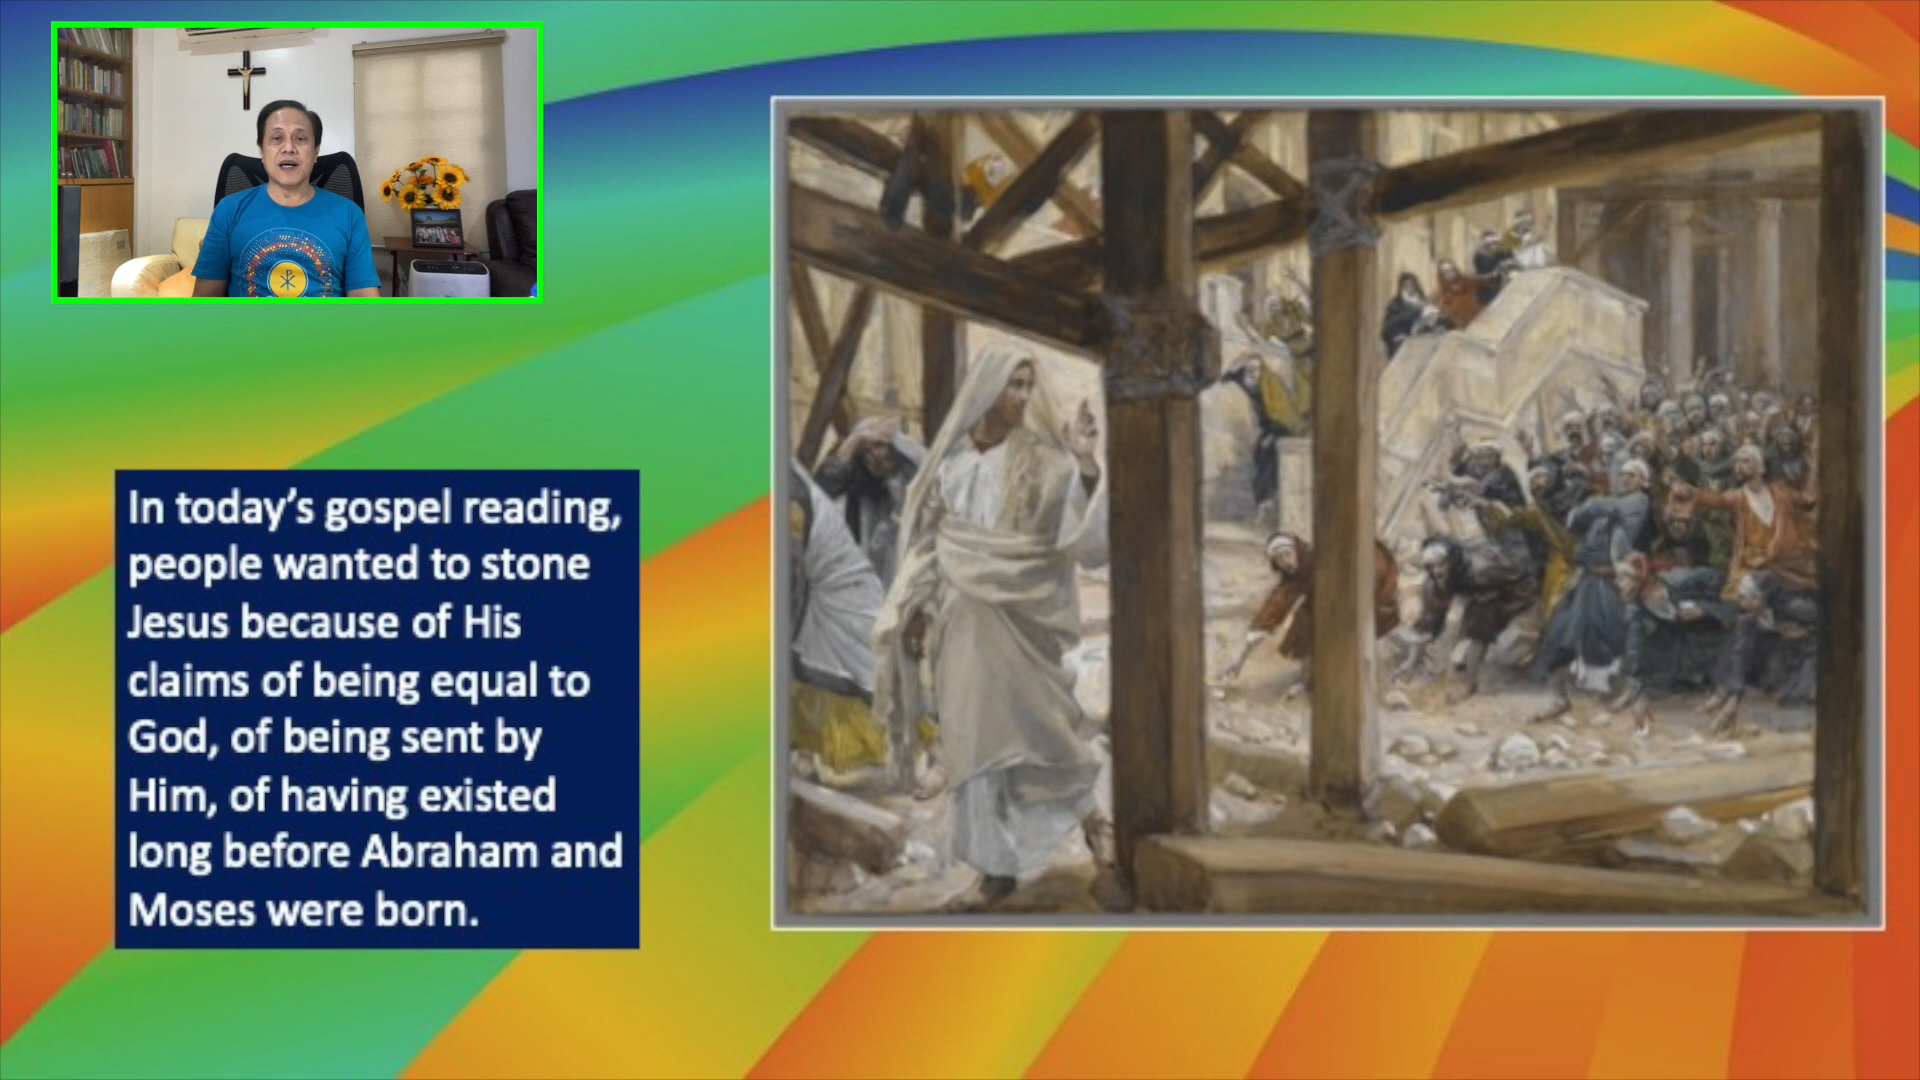 In today’s gospel reading,
people wanted to stone
Jesus because of His
claims of being equal to
God, of being sent by
Him, of having existed
long before Abraham and
Moses were born.